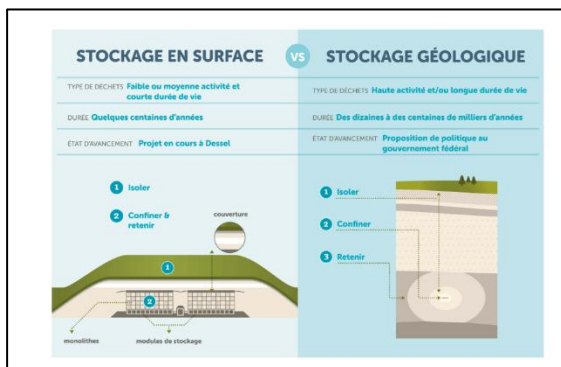 STOCKAGE EN SURFACE
VS
STOCKAGE GÉOLOGIQUE
TYPE DE DÉCHETS Faible ou moyenne activité et
courte durée de vie
DURÉE Quelques centaines d'années
ÉTAT D'AVANCEMENT Projet en cours à Dessel
TYPE DE DÉCHETS Haute activité et/ou longue durée de vie
DURÉE Des dizaines à des centaines de milliers d'années
ÉTAT D'AVANCEMENT Proposition de politique au
gouvernement fédéral
1 Isoler
2 Confiner &
retenir
couverture
1
2
monolithes
modules de stockage
1 Isoler
2 Confiner
3 Retenir